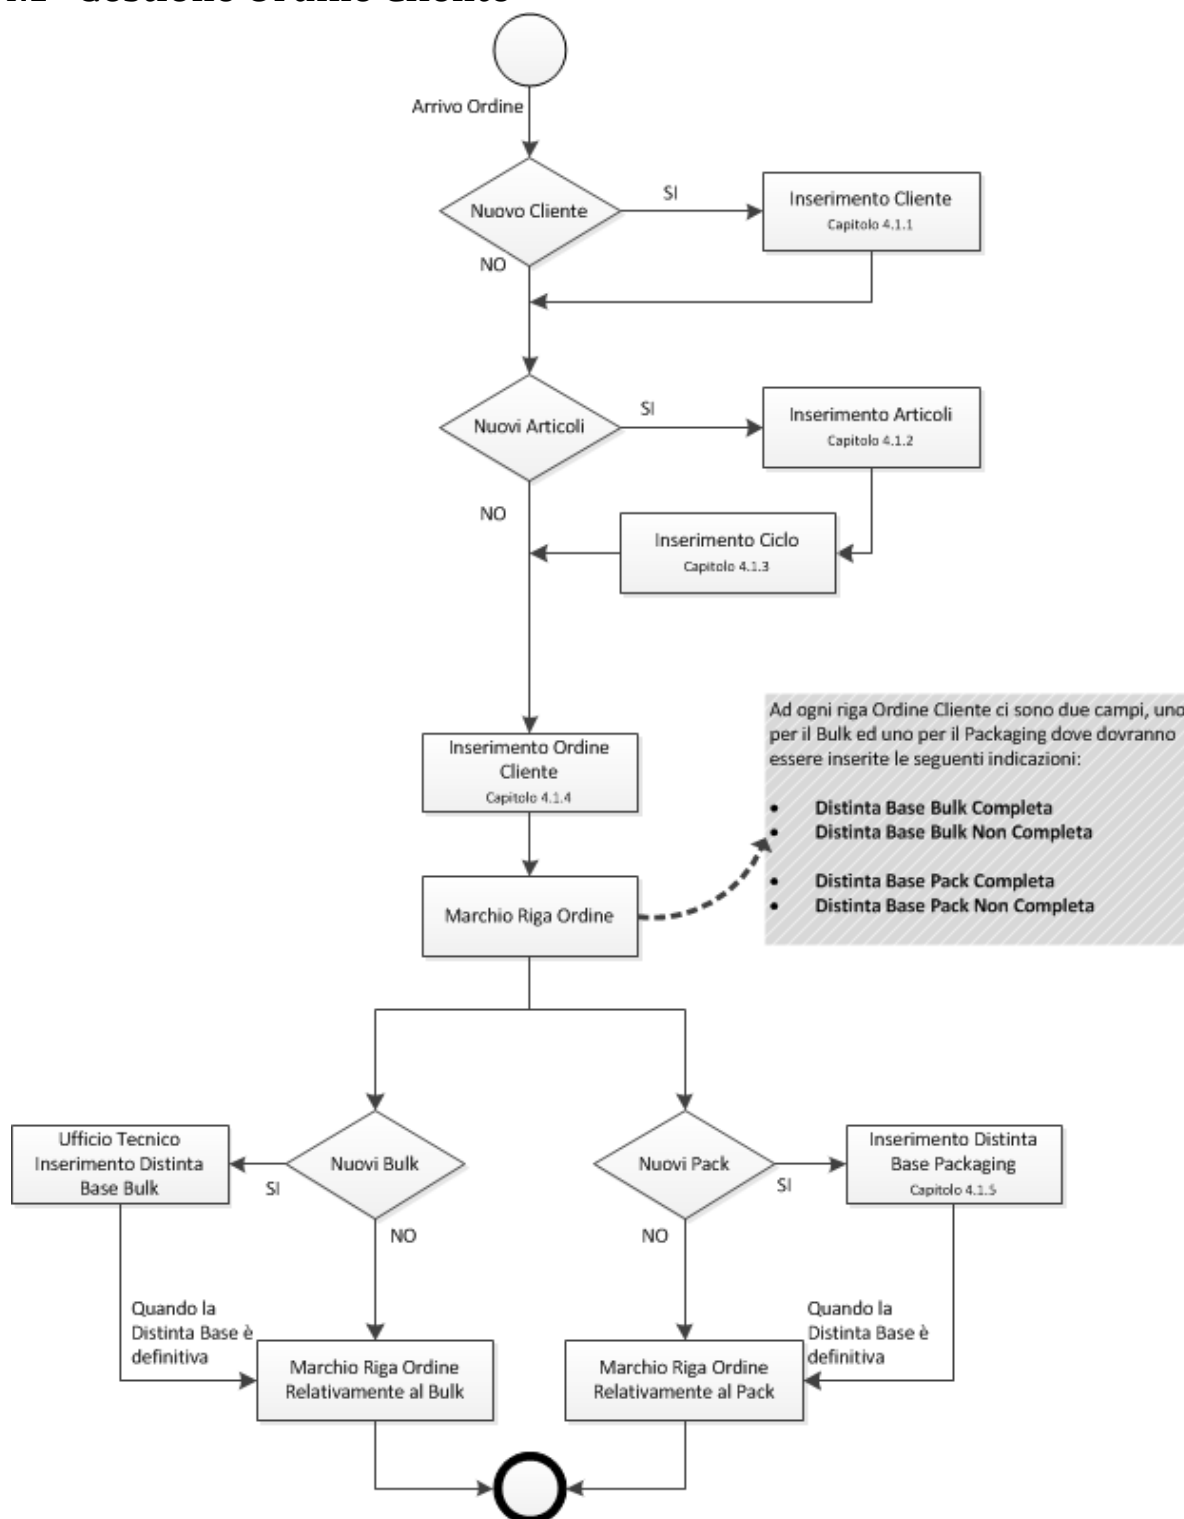 Arrivo Ordine
Nuovo Cliente
SI
Inserimento Cliente
Capitolo 4.1.1
NO
Nuovi Articoli
SI
Inserimento Articoli
Capitolo 4.1.2
NO
Inserimento Ciclo
Capitolo 4.1.3
Ad ogni riga Ordine Cliente ci sono due campi, uno
per il Bulk ed uno per il Packaging dove dovranno
essere inserite le seguenti indicazioni:
• Distinta Base Bulk Completa
• Distinta Base Bulk Non Completa
• Distinta Base Pack Completa
• Distinta Base Pack Non Completa
Inserimento Ordine
Cliente
Capitolo 4.1.4
Marchio Riga Ordine
Ufficio Tecnico
Inserimento Distinta
Base Bulk
SI
Nuovi Bulk
NO
Nuovi Pack
SI
NO
Inserimento Distinta
Base Packaging
Capitolo 4.1.5
Quando la
Distinta Base è
definitiva
Marchio Riga Ordine
Relativamente al Bulk
Marchio Riga Ordine
Relativamente al Pack
Quando la
Distinta Base è
definitiva